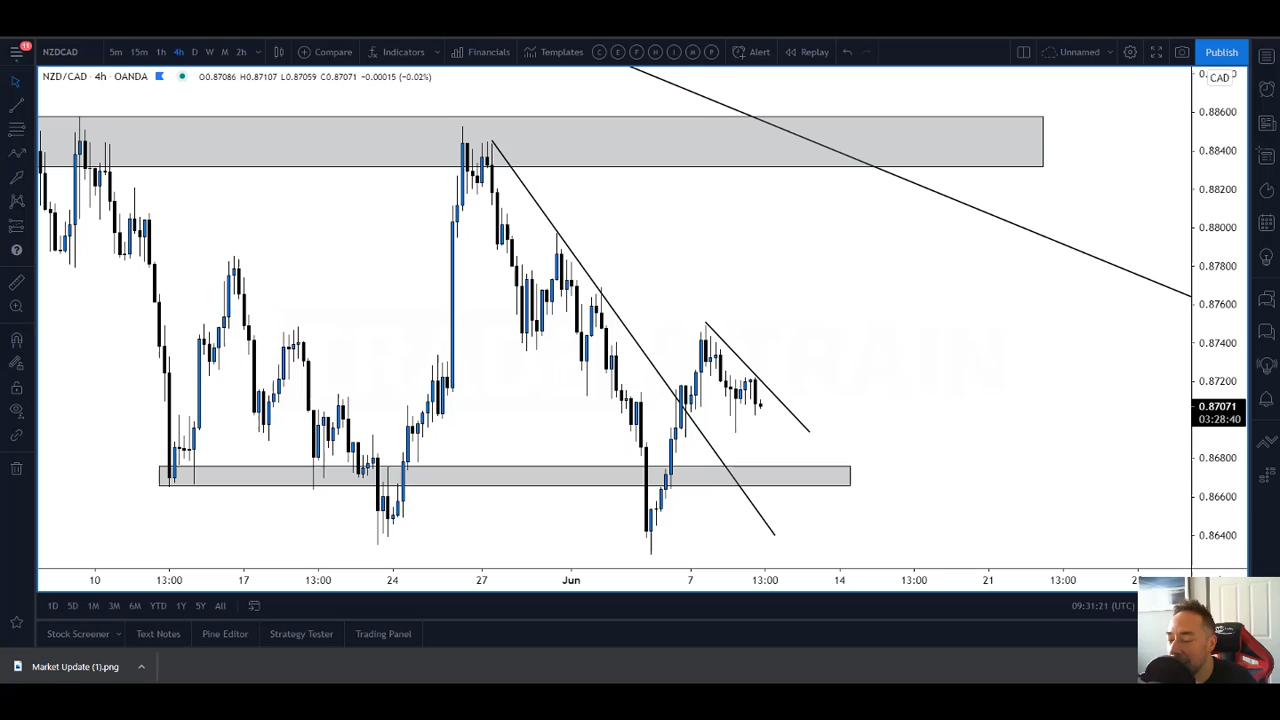 11
NZDCAD 5m 15m 1h 4h D W M 2h Compare Indicators Financials Templates C E F H I M P Alert Replay Unnamed Publish
NZD/CAD · 4h · OANDA O0.87086 H0.87107 L0.87059 C0.87071 −0.00015 (−0.02%)
CAD
0.88600
0.88400
0.88200
0.88000
0.87800
0.87600
0.87400
0.87200
0.87071
03:28:40
0.86800
0.86600
0.86400
10 13:00 17 13:00 24 27 Jun 7 13:00 14 13:00 21 13:00
1D 5D 1M 3M 6M YTD 1Y 5Y All 09:31:21 (UTC)
Stock Screener Text Notes Pine Editor Strategy Tester Trading Panel
Market Update (1).png